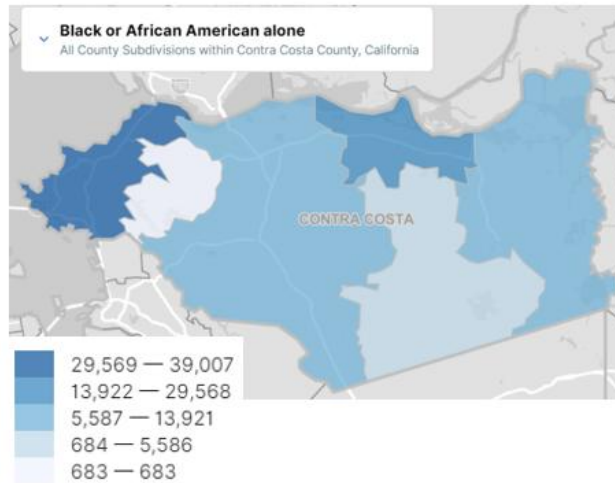 Black or African American alone
All County Subdivisions within Contra Costa County, California
CONTRA COSTA
29,569 — 39,007
13,922 — 29,568
5,587 — 13,921
684 — 5,586
683 — 683